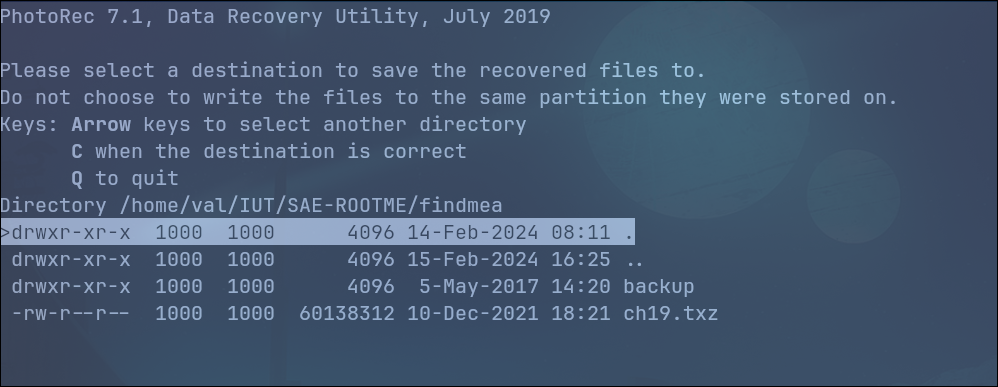 PhotoRec 7.1, Data Recovery Utility, July 2019
Please select a destination to save the recovered files to.
Do not choose to write the files to the same partition they were stored on.
Keys: Arrow keys to select another directory
      C when the destination is correct
      Q to quit
Directory /home/val/IUT/SAE-ROOTME/findmea
>drwxr-xr-x  1000  1000      4096 14-Feb-2024 08:11 .
 drwxr-xr-x  1000  1000      4096 15-Feb-2024 16:25 ..
 drwxr-xr-x  1000  1000      4096  5-May-2017 14:20 backup
 -rw-r--r--  1000  1000  60138312 10-Dec-2021 18:21 ch19.txz